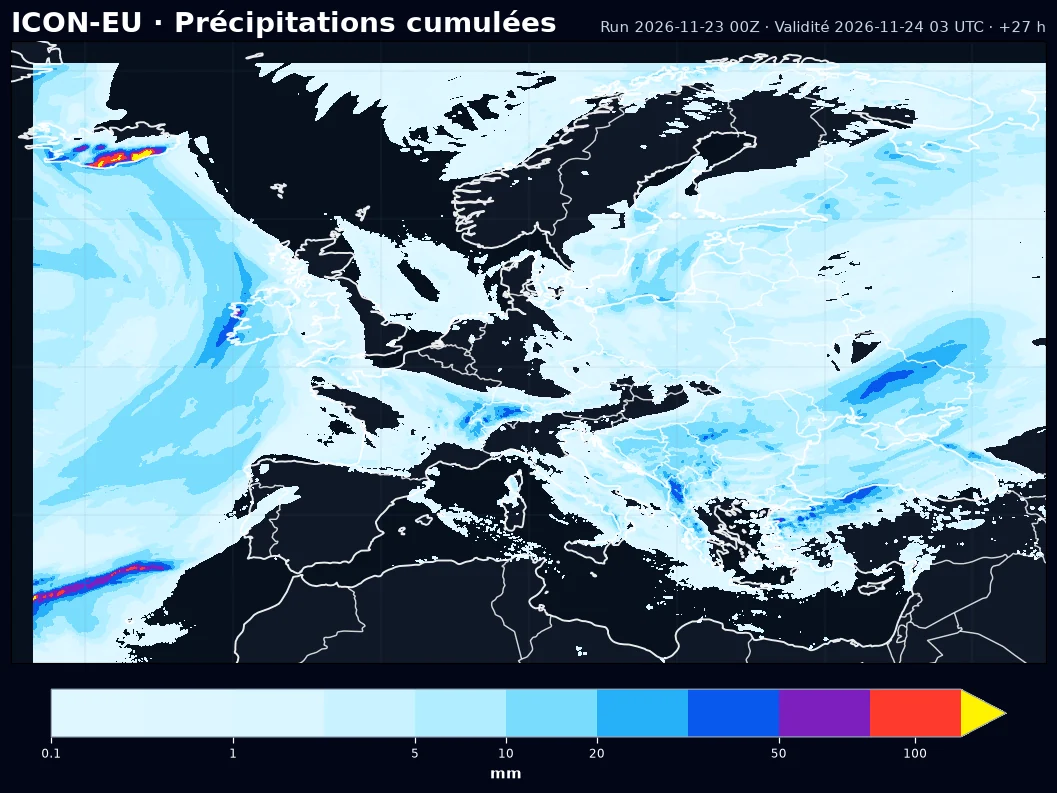 ICON-EU · Précipitations cumulées
Run 2026-11-23 00Z · Validité 2026-11-24 03 UTC · +27 h
0.1 1 5 10 20 50 100
mm